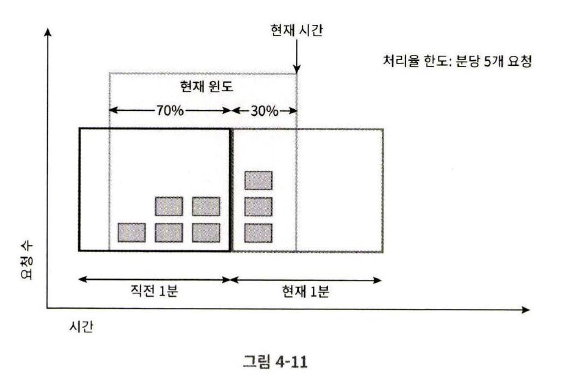 현재 시간
처리율 한도: 분당 5개 요청
현재 윈도
70%
30%
요청 수
직전 1분
현재 1분
시간
그림 4-11